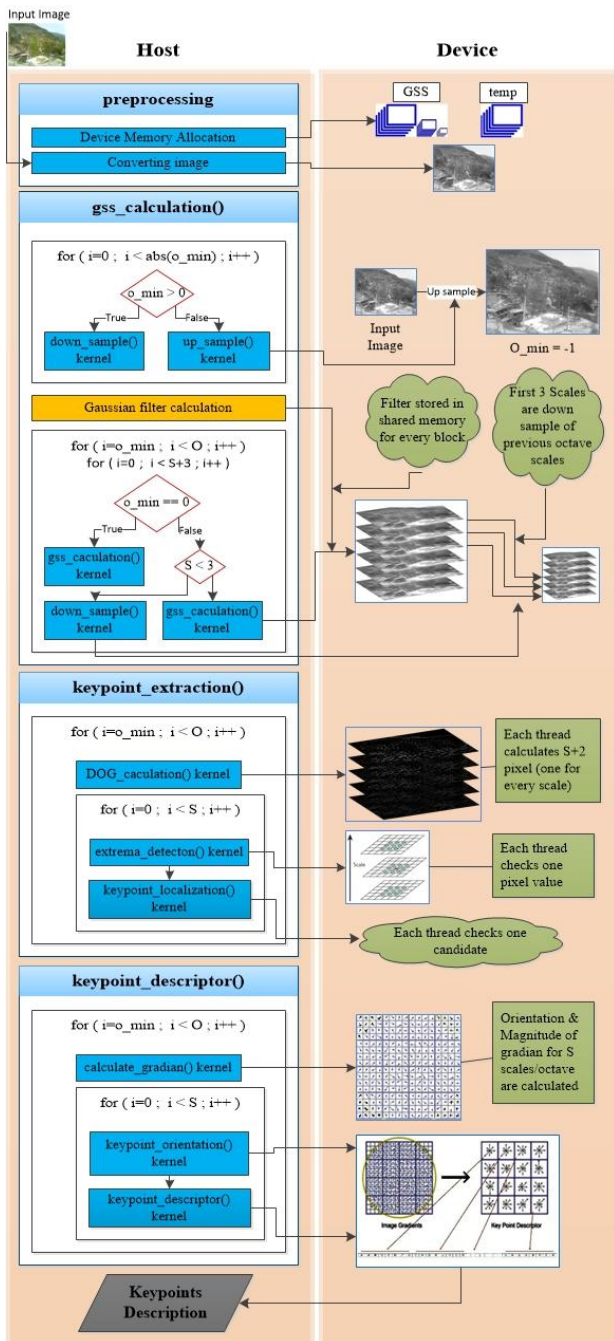 Input Image
Host
Device
preprocessing
GSS
temp
Device Memory Allocation
Converting image
gss_calculation()
for ( i=0 ; i < abs(o_min) ; i++ )
o_min > 0
True
False
down_sample()
kernel
up_sample()
kernel
Up sample
Input
Image
O_min = -1
Gaussian filter calculation
Filter stored in
shared memory
for every block
First 3 Scales
are down
sample of
previous octave
scales
for ( i=o_min ; i < O ; i++ )
for ( i=0 ; i < S+3 ; i++ )
o_min == 0
True
False
gss_caculation()
kernel
S < 3
down_sample()
kernel
gss_caculation()
kernel
keypoint_extraction()
for ( i=o_min ; i < O ; i++ )
DOG_caculation() kernel
Each thread
calculates S+2
pixel (one for
every scale)
for ( i=0 ; i < S ; i++ )
extrema_detecton() kernel
Scale
Each thread
checks one
pixel value
keypoint_localization()
kernel
Each thread checks one
candidate
keypoint_descriptor()
for ( i=o_min ; i < O ; i++ )
calculate_gradian() kernel
Orientation &
Magnitude of
gradian for S
scales/octave
are calculated
for ( i=0 ; i < S ; i++ )
keypoint_orientation()
kernel
keypoint_descriptor()
kernel
Image Gradients
Key Point Descriptor
Keypoints
Description